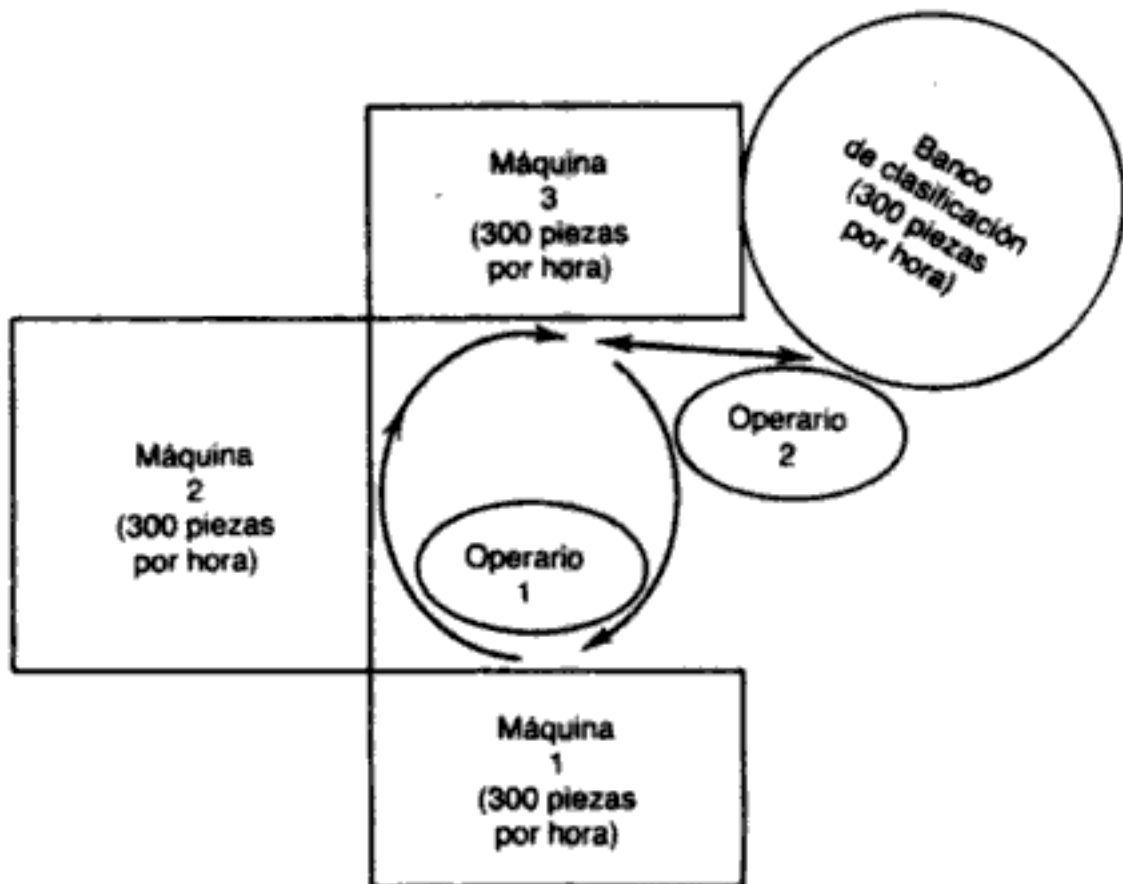 Máquina
3
(300 piezas
por hora)
Banco
de clasificación
(300 piezas
por hora)
Máquina
2
(300 piezas
por hora)
Operario
2
Operario
1
Máquina
1
(300 piezas
por hora)